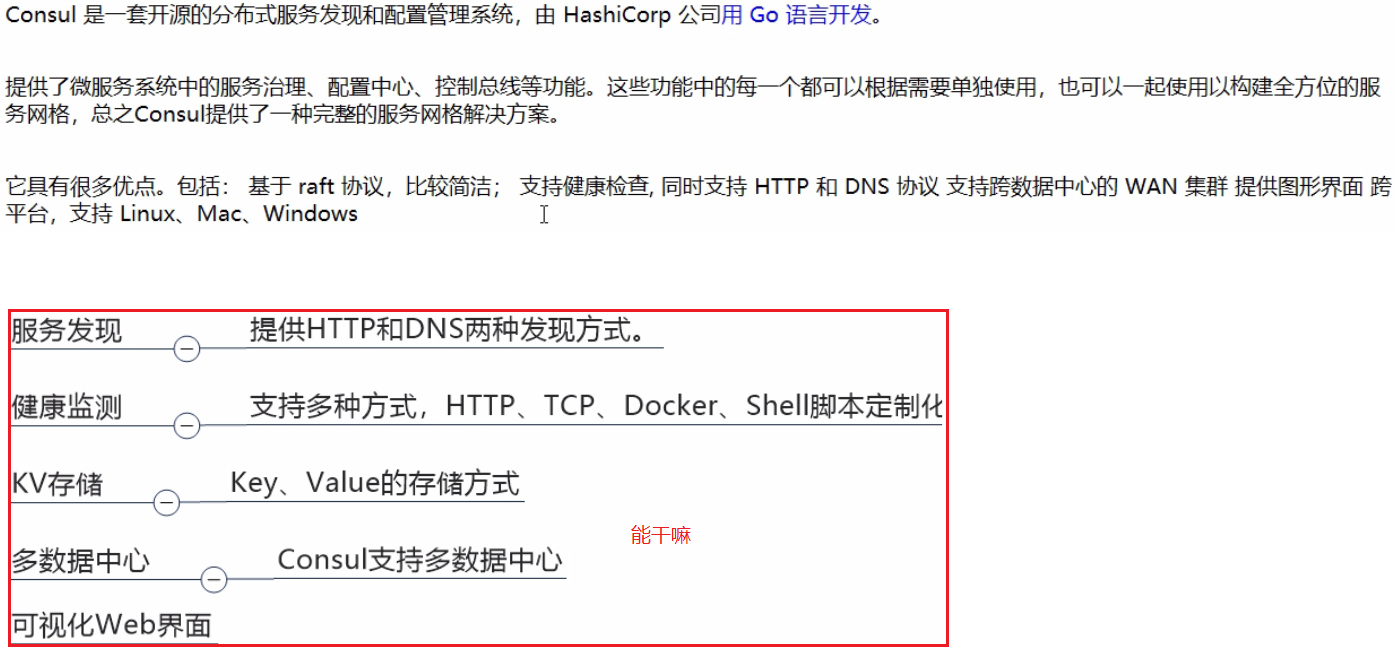 Consul 是一套开源的分布式服务发现和配置管理系统，由 HashiCorp 公司用 Go 语言开发。
提供了微服务系统中的服务治理、配置中心、控制总线等功能。这些功能中的每一个都可以根据需要单独使用，也可以一起使用以构建全方位的服
务网格，总之Consul提供了一种完整的服务网格解决方案。
它具有很多优点。包括： 基于 raft 协议，比较简洁； 支持健康检查, 同时支持 HTTP 和 DNS 协议 支持跨数据中心的 WAN 集群 提供图形界面 跨
平台，支持 Linux、Mac、Windows
服务发现 提供HTTP和DNS两种发现方式。
健康监测 支持多种方式，HTTP、TCP、Docker、Shell脚本定制化
KV存储 Key、Value的存储方式
能干嘛
多数据中心 Consul支持多数据中心
可视化Web界面